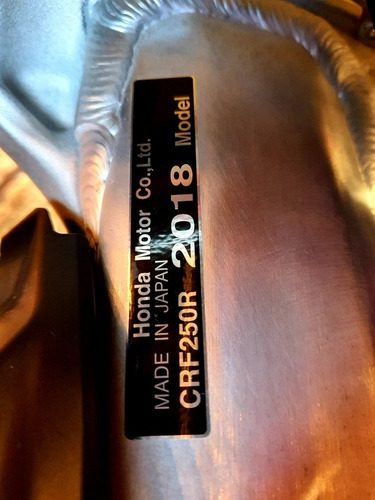 Honda Motor Co.,Ltd.
MADE IN JAPAN
CRF250R 2018 Model